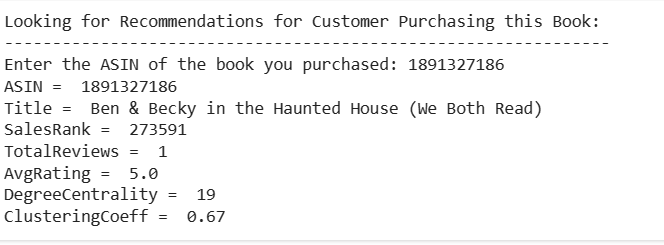 Looking for Recommendations for Customer Purchasing this Book:
---------------------------------------------------------------
Enter the ASIN of the book you purchased: 1891327186
ASIN =  1891327186
Title =  Ben & Becky in the Haunted House (We Both Read)
SalesRank =  273591
TotalReviews =  1
AvgRating =  5.0
DegreeCentrality =  19
ClusteringCoeff =  0.67